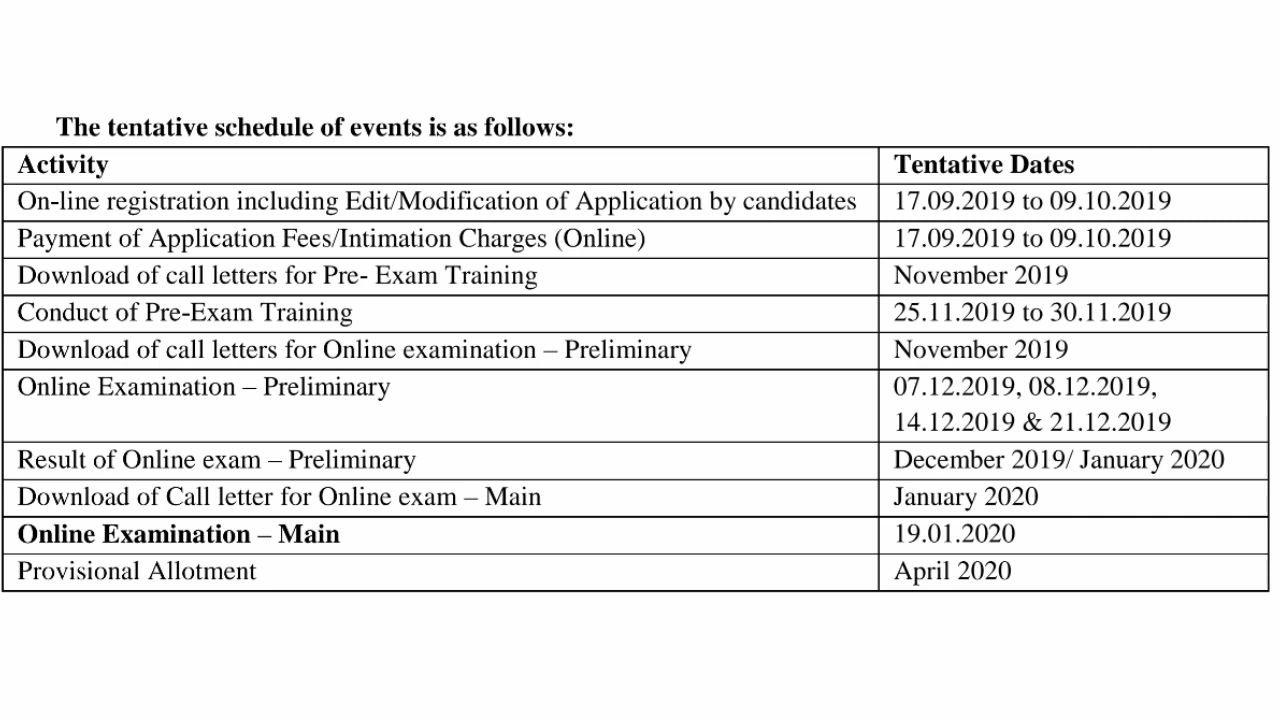 The tentative schedule of events is as follows:
Activity Tentative Dates
On-line registration including Edit/Modification of Application by candidates 17.09.2019 to 09.10.2019
Payment of Application Fees/Intimation Charges (Online) 17.09.2019 to 09.10.2019
Download of call letters for Pre- Exam Training November 2019
Conduct of Pre-Exam Training 25.11.2019 to 30.11.2019
Download of call letters for Online examination – Preliminary November 2019
Online Examination – Preliminary 07.12.2019, 08.12.2019,
14.12.2019 & 21.12.2019
Result of Online exam – Preliminary December 2019/ January 2020
Download of Call letter for Online exam – Main January 2020
Online Examination – Main 19.01.2020
Provisional Allotment April 2020